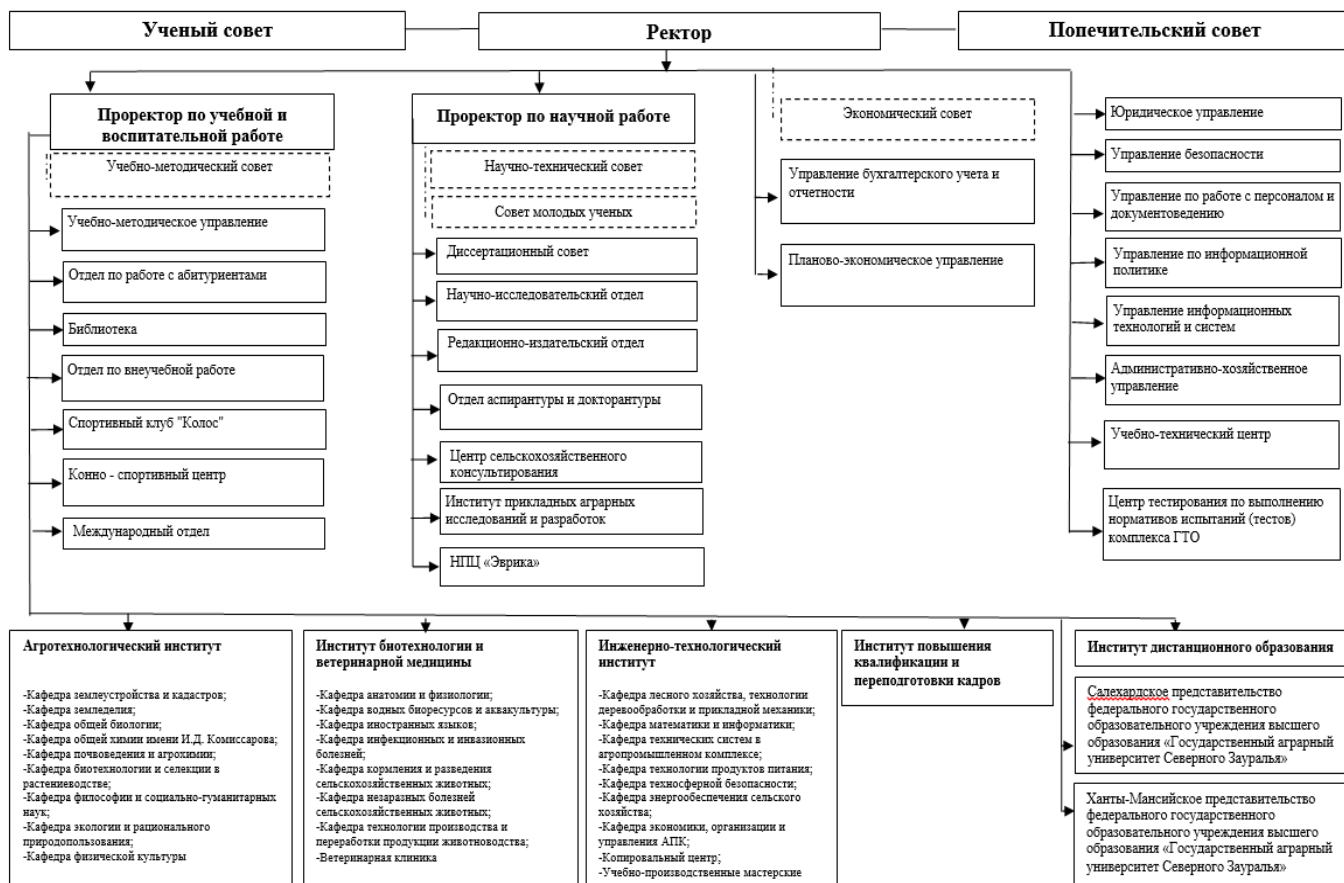 Ученый совет
Ректор
Попечительский совет
Проректор по учебной и
воспитательной работе
Учебно-методический совет
Учебно-методическое управление
Отдел по работе с абитуриентами
Библиотека
Отдел по внеучебной работе
Спортивный клуб "Колос"
Конно - спортивный центр
Международный отдел
Проректор по научной работе
Научно-технический совет
Совет молодых ученых
Диссертационный совет
Научно-исследовательский отдел
Редакционно-издательский отдел
Отдел аспирантуры и докторантуры
Центр сельскохозяйственного
консультирования
Институт прикладных аграрных
исследований и разработок
НПЦ «Эврика»
Экономический совет
Управление бухгалтерского учета и
отчетности
Планово-экономическое управление
Юридическое управление
Управление безопасности
Управление по работе с персоналом и
документоведению
Управление по информационной
политике
Управление информационных
технологий и систем
Административно-хозяйственное
управление
Учебно-технический центр
Центр тестирования по выполнению
нормативов испытаний (тестов)
комплекса ГТО
Агротехнологический институт
-Кафедра землеустройства и кадастров;
-Кафедра земледелия;
-Кафедра общей биологии;
-Кафедра общей химии имени И.Д. Комиссарова;
-Кафедра почвоведения и агрохимии;
-Кафедра биотехнологии и селекции в
растениеводстве;
-Кафедра философии и социально-гуманитарных
наук;
-Кафедра экологии и рационального
природопользования;
-Кафедра физической культуры
Институт биотехнологии и
ветеринарной медицины
-Кафедра анатомии и физиологии;
-Кафедра водных биоресурсов и аквакультуры;
-Кафедра иностранных языков;
-Кафедра инфекционных и инвазионных
болезней;
-Кафедра кормления и разведения
сельскохозяйственных животных;
-Кафедра незаразных болезней
сельскохозяйственных животных;
-Кафедра технологии производства и
переработки продукции животноводства;
-Ветеринарная клиника
Инженерно-технологический
институт
-Кафедра лесного хозяйства, технологии
деревообработки и прикладной механики;
-Кафедра математики и информатики;
-Кафедра технических систем в
агропромышленном комплексе;
-Кафедра технологии продуктов питания;
-Кафедра техносферной безопасности;
-Кафедра энергообеспечения сельского
хозяйства;
-Кафедра экономики, организации и
управления АПК;
-Копировальный центр;
-Учебно-производственные мастерские
Институт повышения
квалификации и
переподготовки кадров
Институт дистанционного образования
Салехардское представительство
федерального государственного
образовательного учреждения высшего
образования «Государственный аграрный
университет Северного Зауралья»
Ханты-Мансийское представительство
федерального государственного
образовательного учреждения высшего
образования «Государственный аграрный
университет Северного Зауралья»